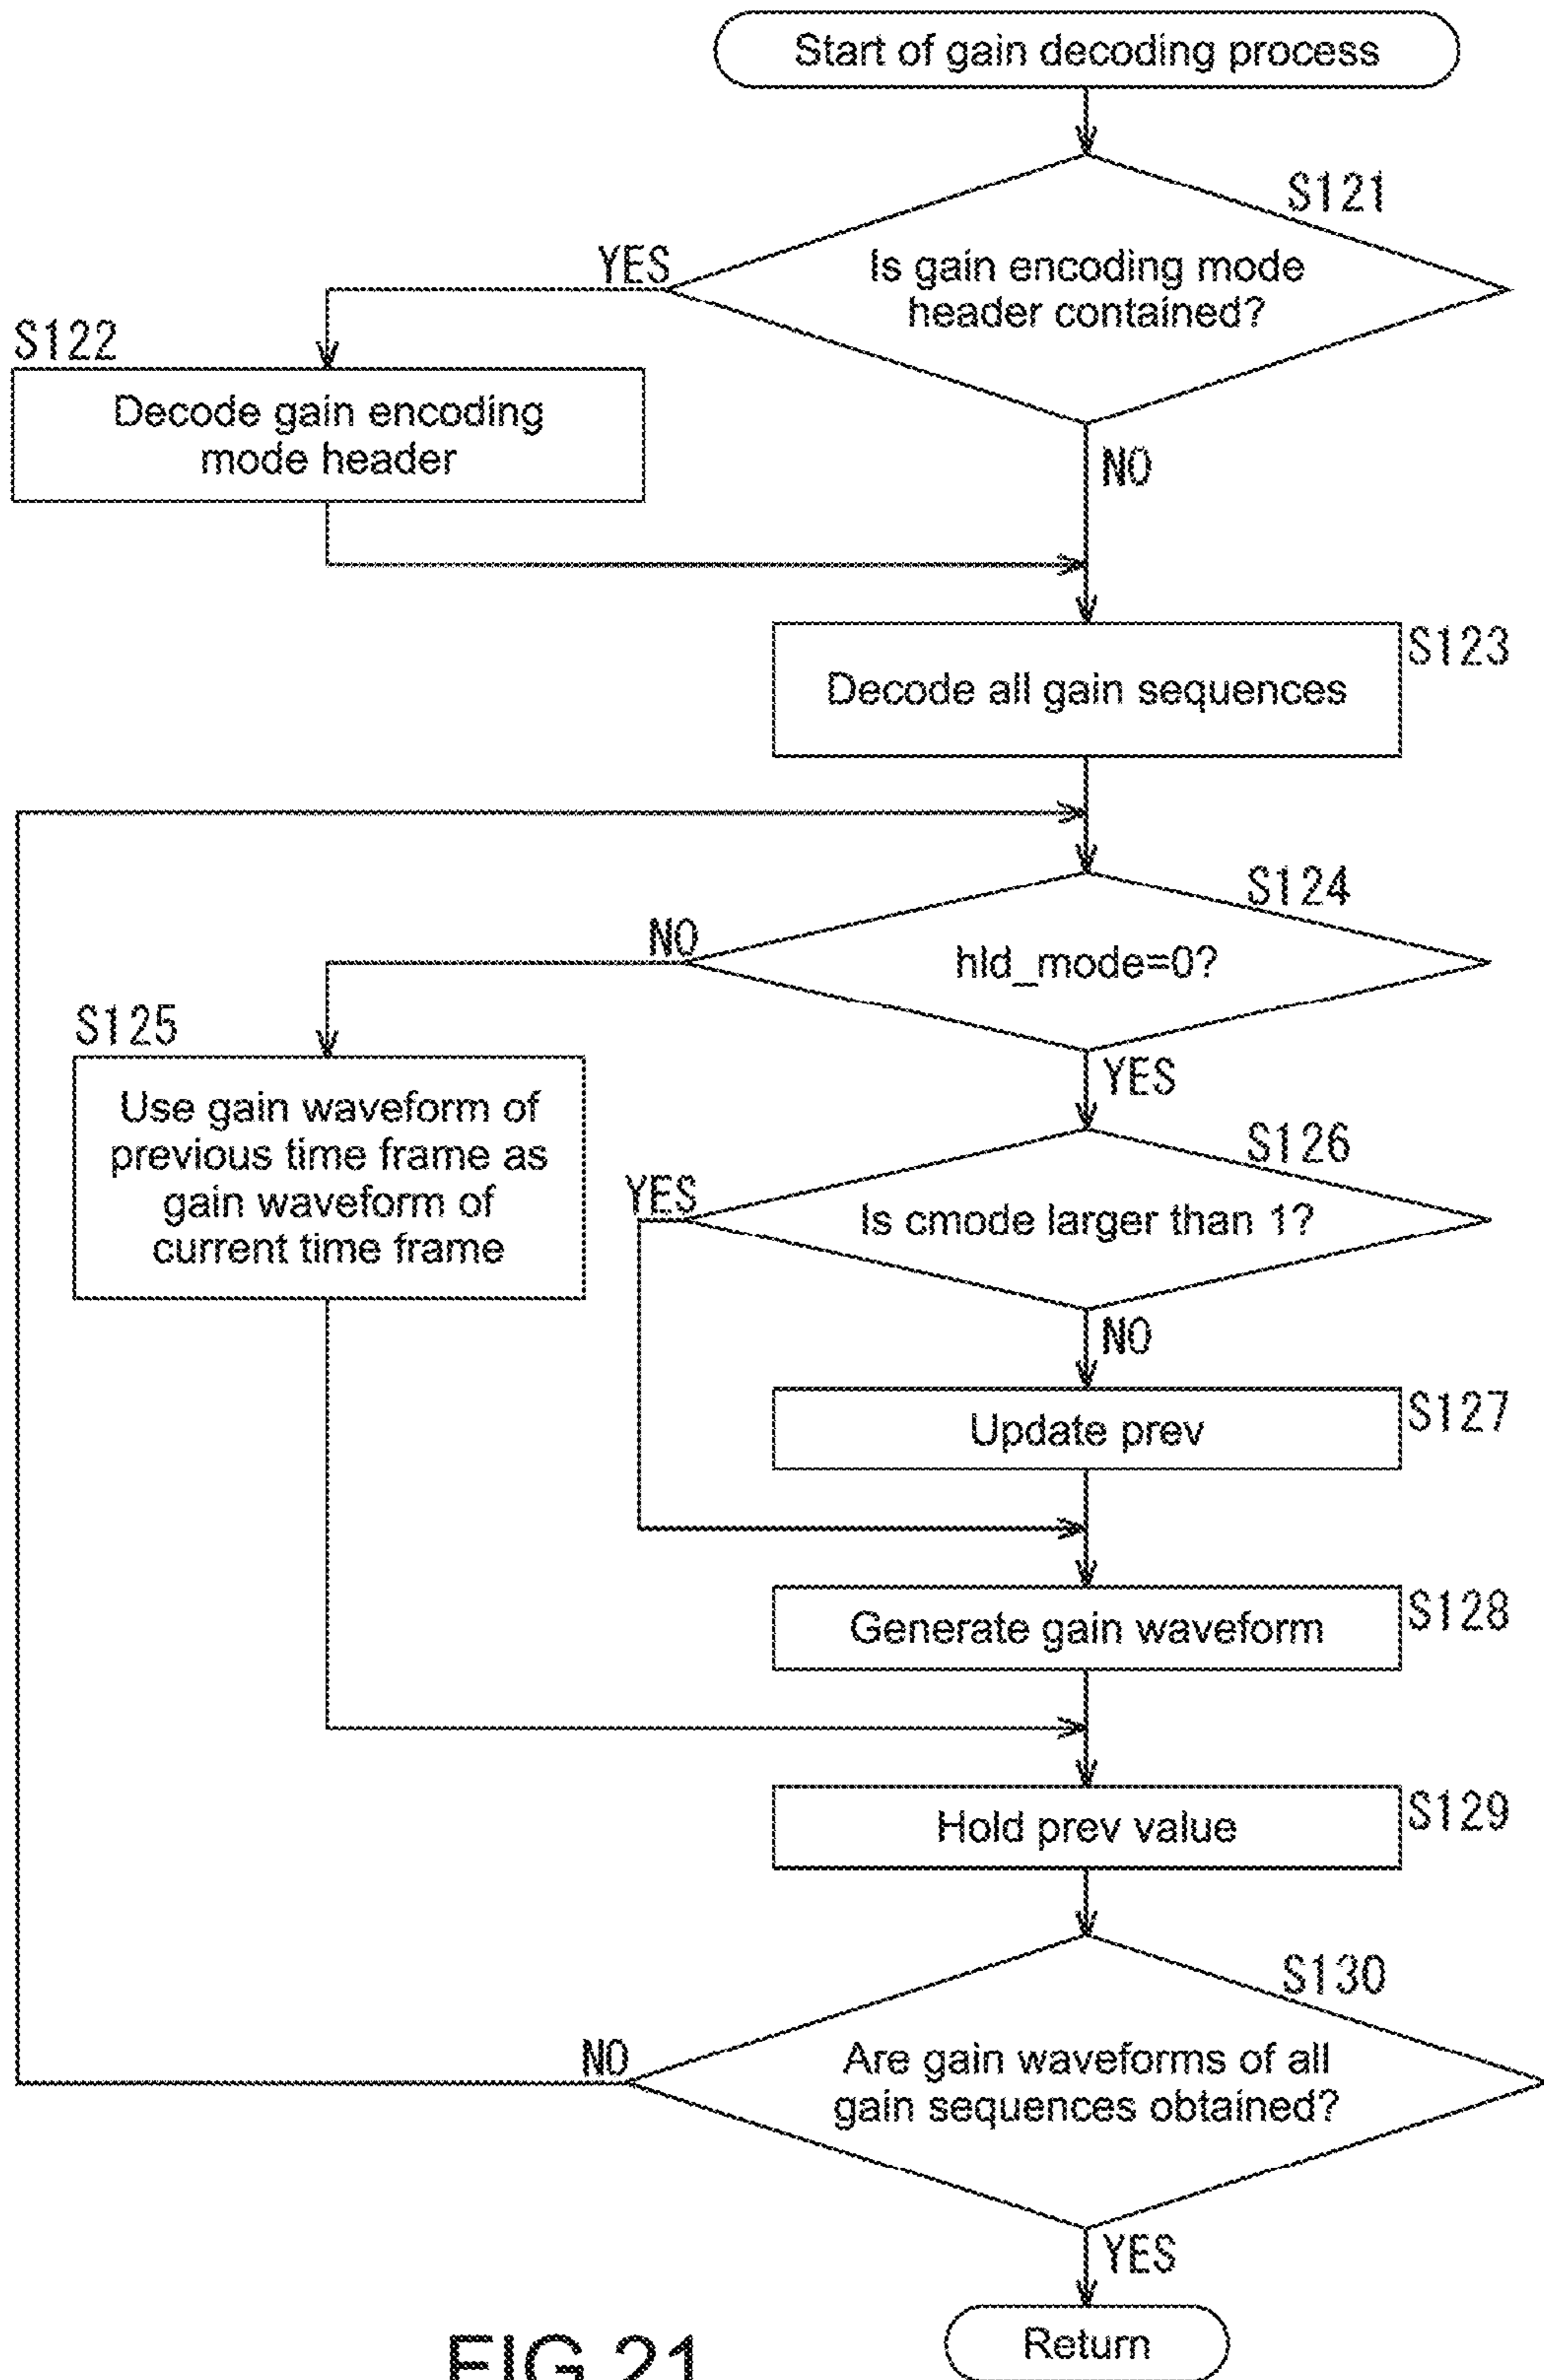 Start of gain decoding process
S121
Is gain encoding mode
header contained?
YES
NO
S122
Decode gain encoding
mode header
S123
Decode all gain sequences
S124
hld_mode=0?
NO
YES
S125
Use gain waveform of
previous time frame as
gain waveform of
current time frame
S126
Is cmode larger than 1?
YES
NO
S127
Update prev
S128
Generate gain waveform
S129
Hold prev value
S130
Are gain waveforms of all
gain sequences obtained?
NO
YES
Return
FIG.21